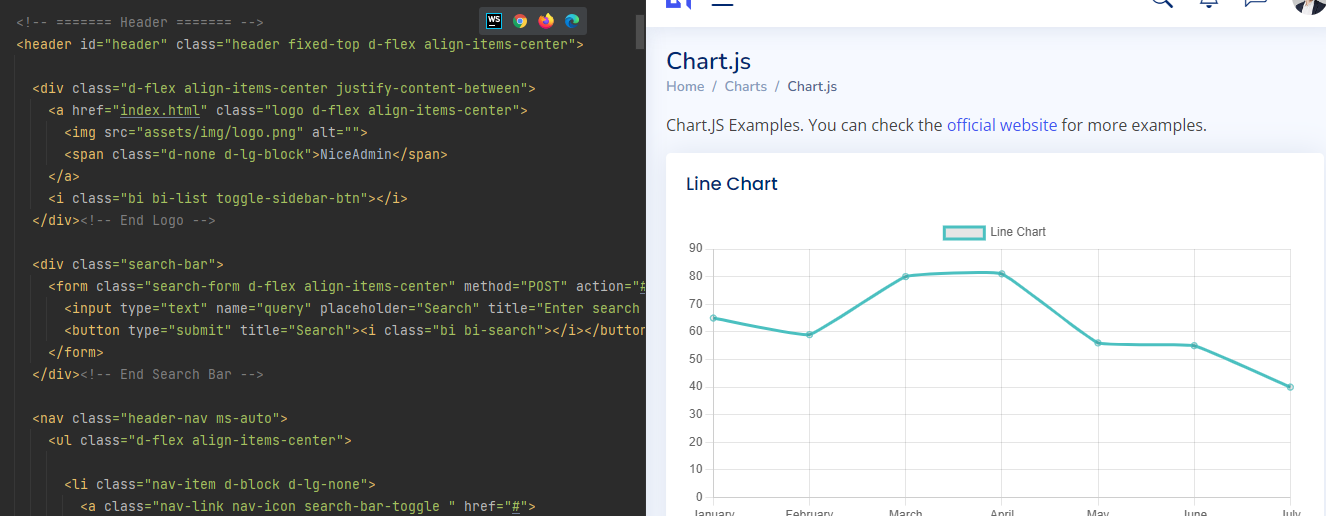 <!-- ======= Header ======= -->
WS
<header id="header" class="header fixed-top d-flex align-items-center">
<div class="d-flex align-items-center justify-content-between">
<a href="index.html" class="logo d-flex align-items-center">
<img src="assets/img/logo.png" alt="">
<span class="d-none d-lg-block">NiceAdmin</span>
</a>
<i class="bi bi-list toggle-sidebar-btn"></i>
</div><!-- End Logo -->
<div class="search-bar">
<form class="search-form d-flex align-items-center" method="POST" action="#
<input type="text" name="query" placeholder="Search" title="Enter search
<button type="submit" title="Search"><i class="bi bi-search"></i></button
</form>
</div><!-- End Search Bar -->
<nav class="header-nav ms-auto">
<ul class="d-flex align-items-center">
<li class="nav-item d-block d-lg-none">
<a class="nav-link nav-icon search-bar-toggle " href="#">
Chart.js
Home / Charts / Chart.js
Chart.JS Examples. You can check the official website for more examples.
Line Chart
Line Chart
90
80
70
60
50
40
30
20
10
0
January February March April May June July